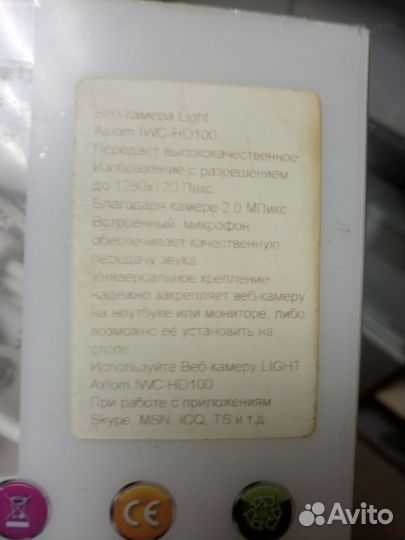 Веб-камера Light
Axiom IWC-HD100
Передает высококачественное
Изображение с разрешением
до 1280x720 Пикс
Благодаря камере 2.0 МПикс
Встроенный микрофон
обеспечивает качественную
передачу звука
Универсальное крепление
надежно закрепляет веб-камеру
на ноутбуке или мониторе, либо
возможно ее установить на
столе
Используйте Веб-камеру LIGHT
Axiom IWC-HD100
При работе с приложениям
Skype, MSN, ICQ, TS и т.д.
CE
Avito